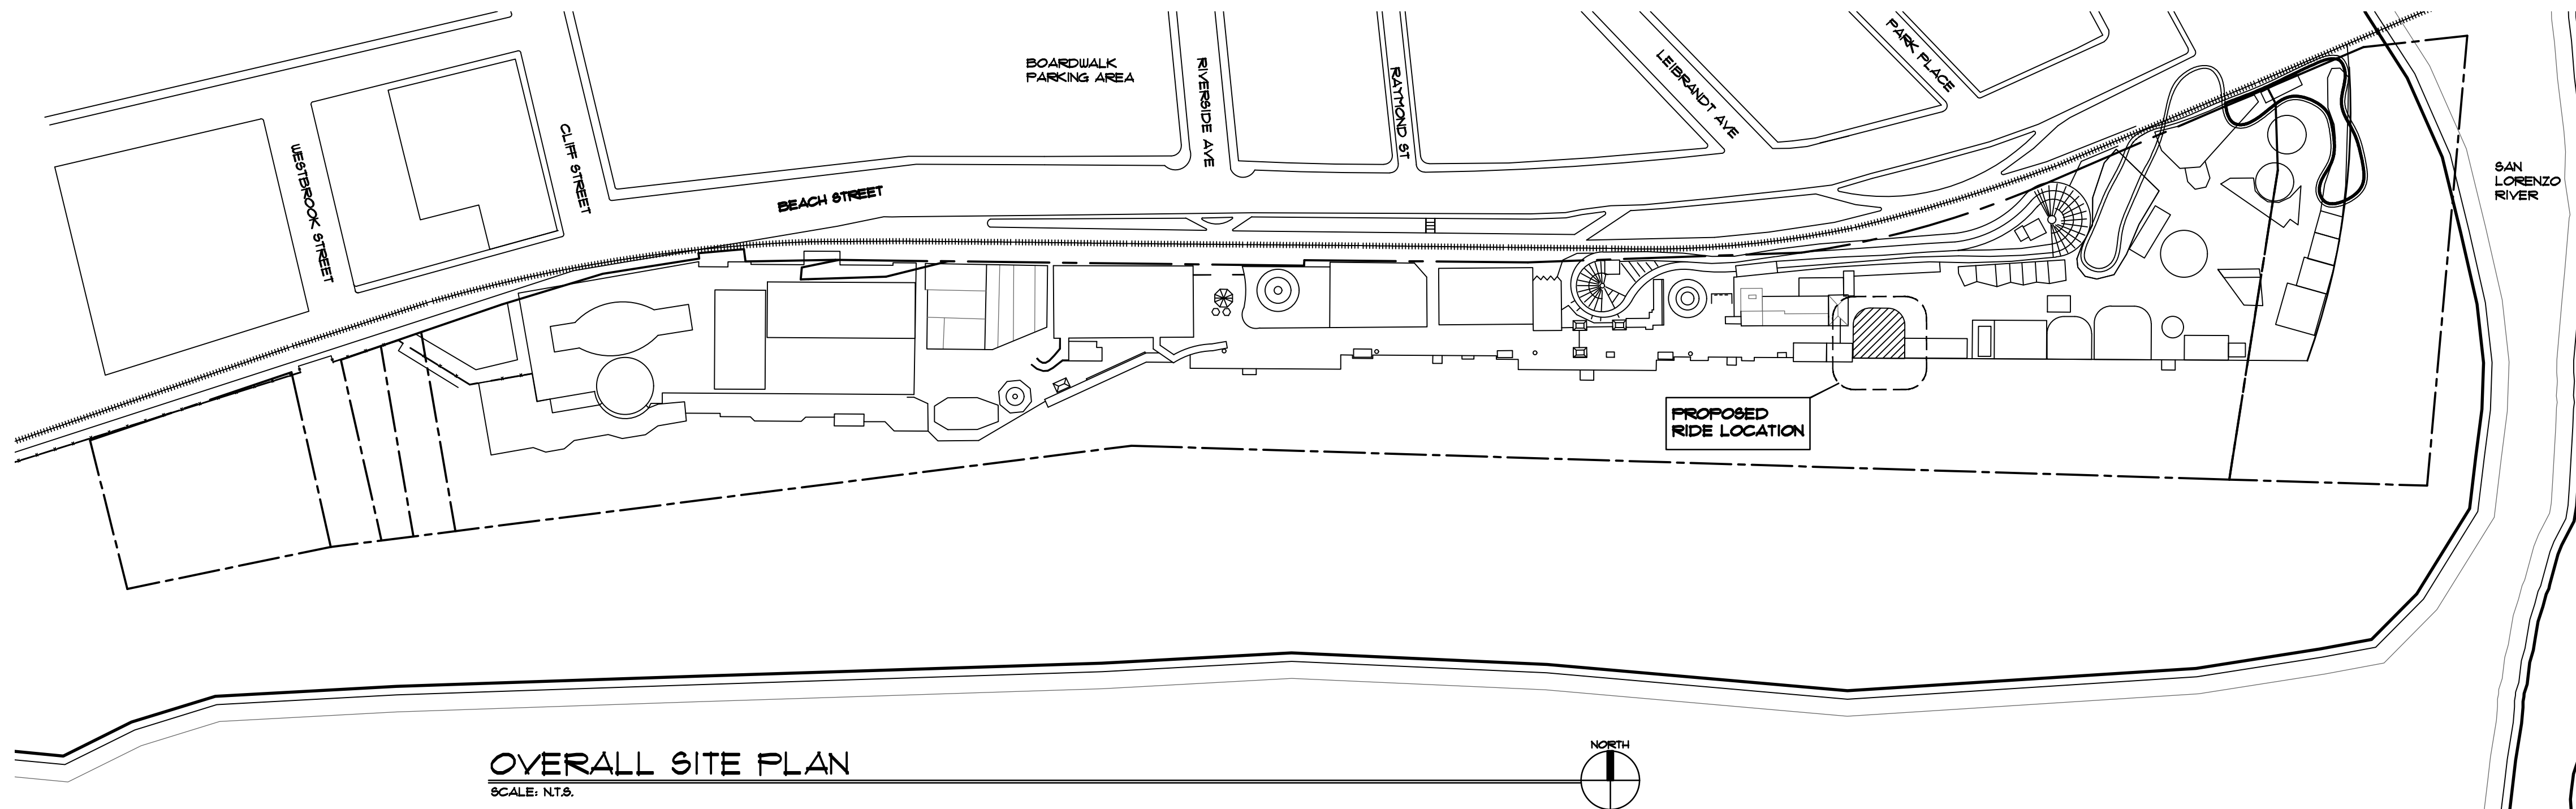 BOARDWALK
PARKING AREA
RIVERSIDE AVE
RAYMOND ST
LEIBRANDT AVE
PARK PLACE
WESTBROOK STREET
CLIFF STREET
BEACH STREET
SAN
LORENZO
RIVER
PROPOSED
RIDE LOCATION
OVERALL SITE PLAN
SCALE: N.T.S.
NORTH